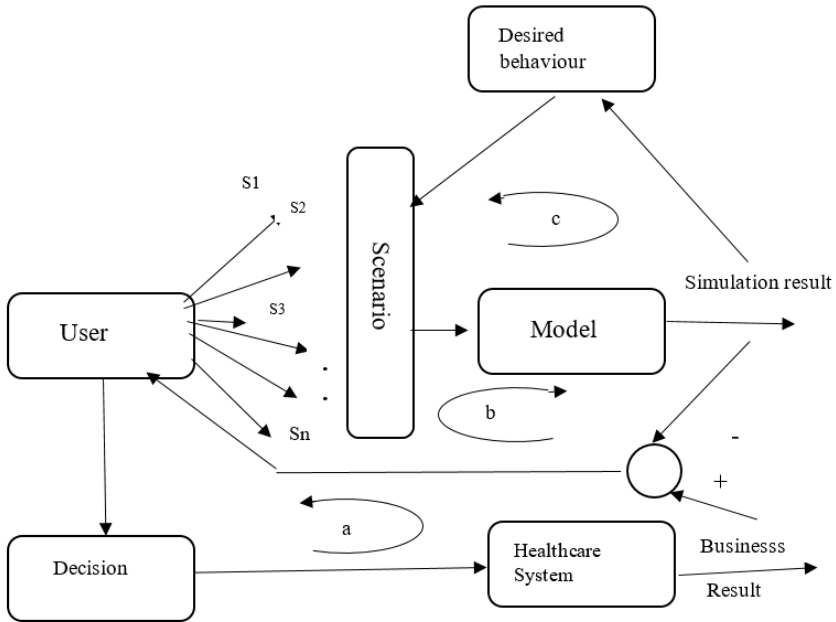 Desired
behaviour
S1
S2
Scenario
c
Simulation result
User
S3
Model
.
.
b
Sn
-
+
a
Decision
Healthcare
System
Businesss
Result